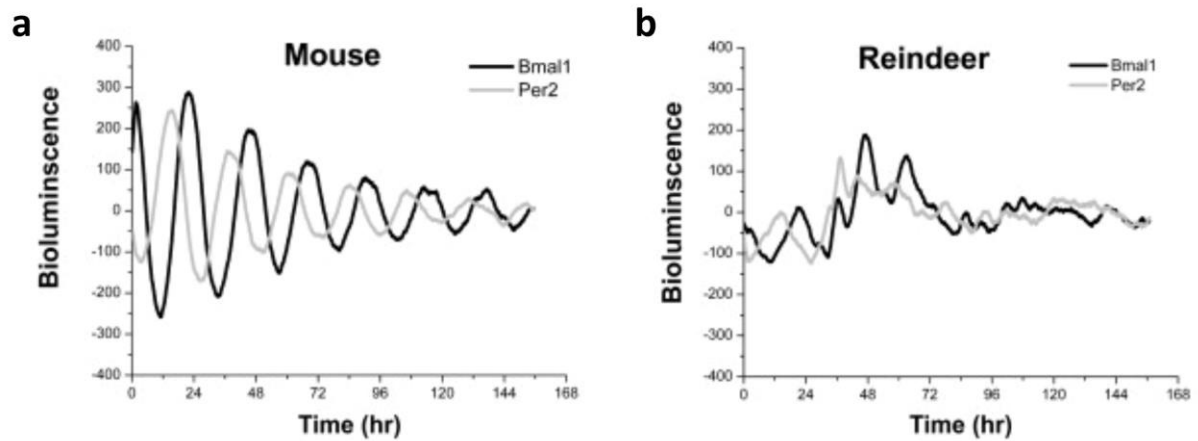 a
Mouse
Bmal1
Per2
400
300
200
100
0
-100
-200
-300
-400
Bioluminscence
0 24 48 72 96 120 144 168
Time (hr)
b
Reindeer
Bmal1
Per2
400
300
200
100
0
-100
-200
-300
-400
Bioluminscence
0 24 48 72 96 120 144 168
Time (hr)